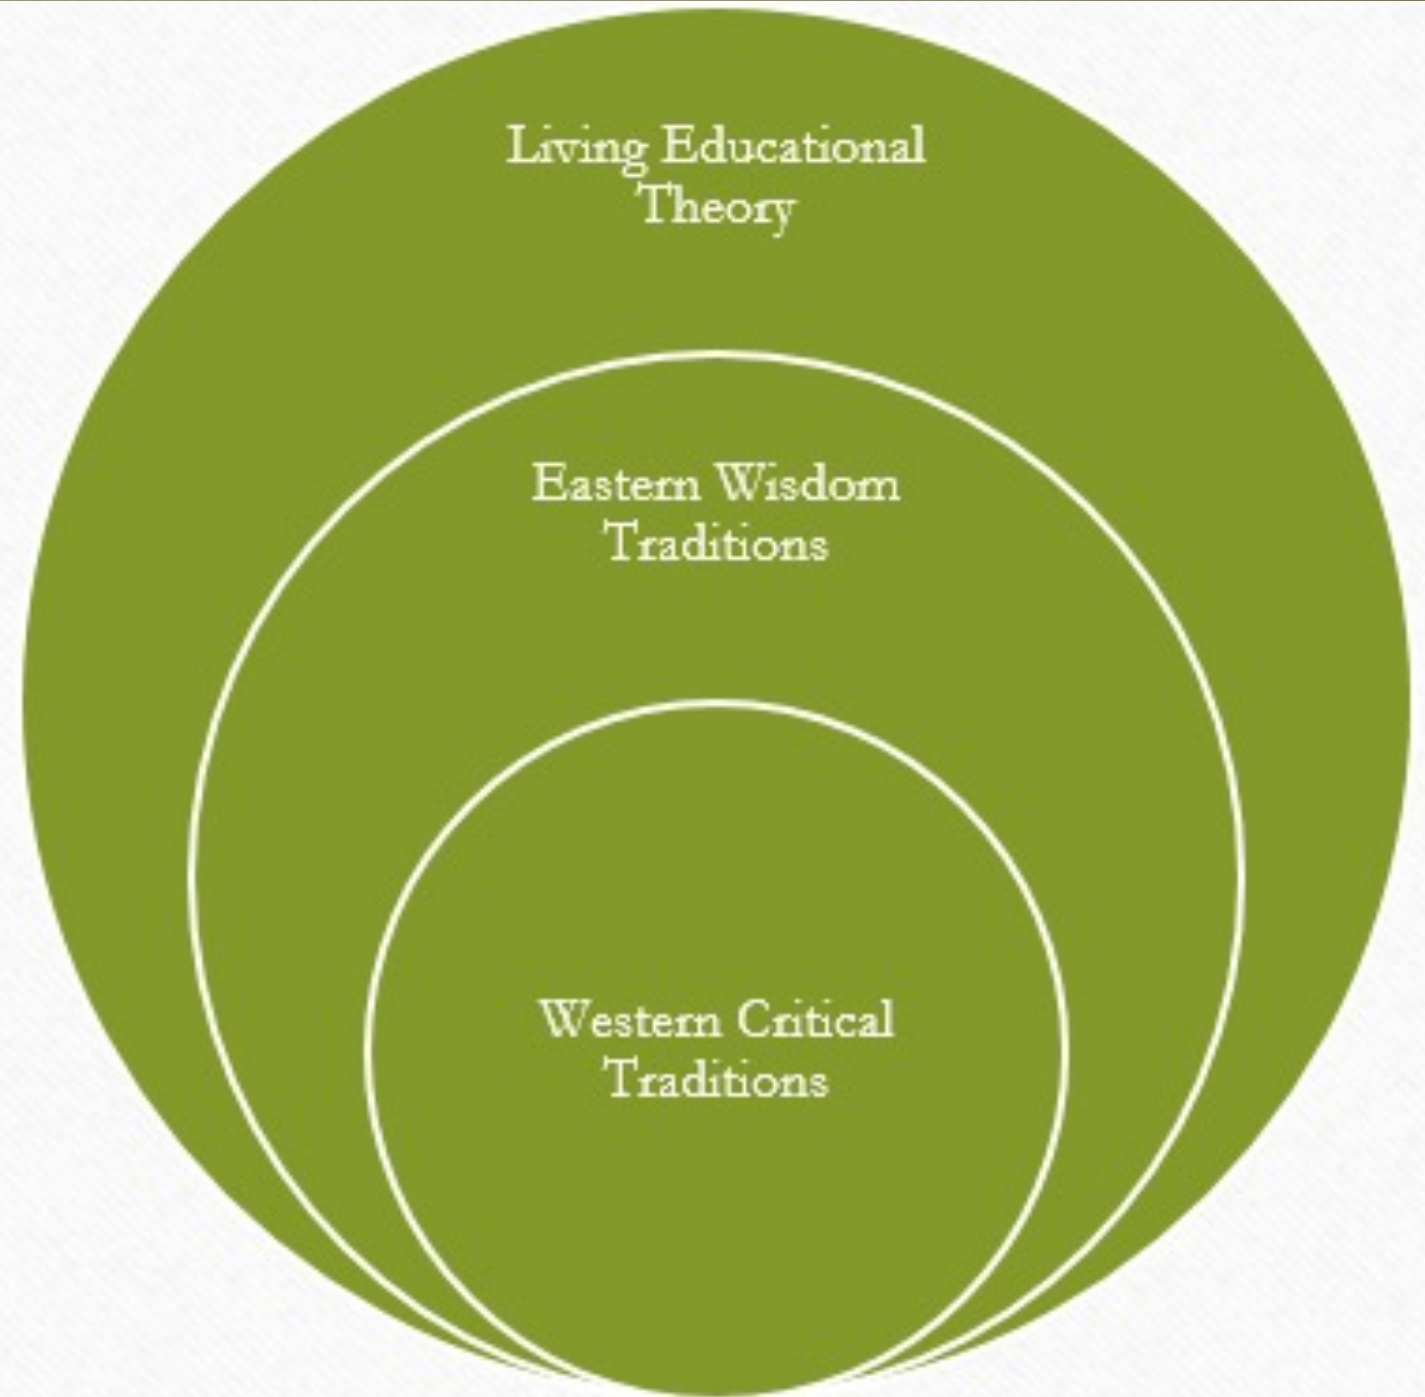 Living Educational
Theory
Eastern Wisdom
Traditions
Western Critical
Traditions